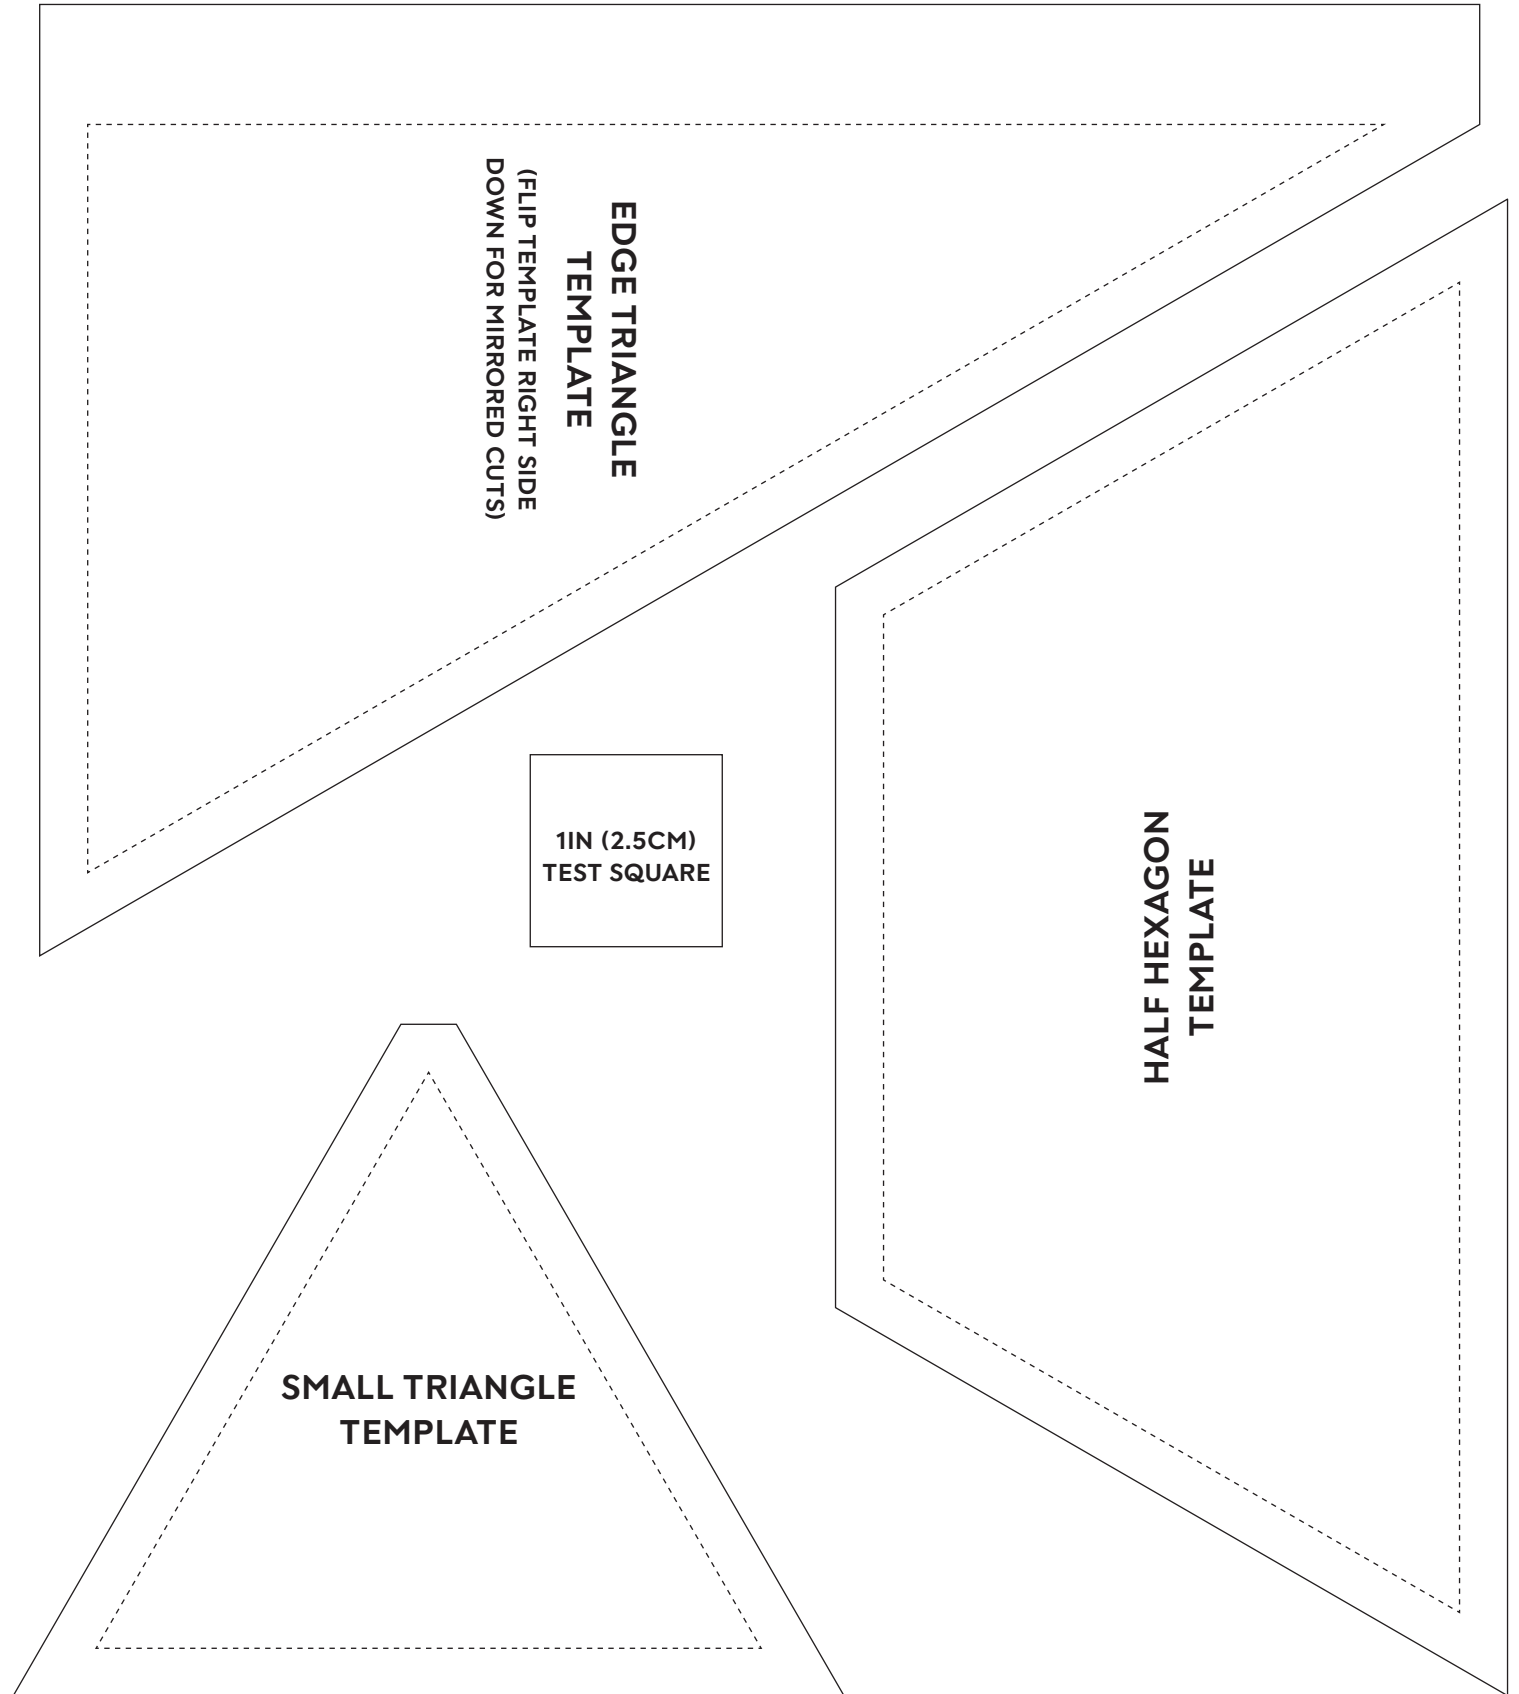 EDGE TRIANGLE
TEMPLATE
(FLIP TEMPLATE RIGHT SIDE
DOWN FOR MIRRORED CUTS)
1IN (2.5CM)
TEST SQUARE
HALF HEXAGON
TEMPLATE
SMALL TRIANGLE
TEMPLATE